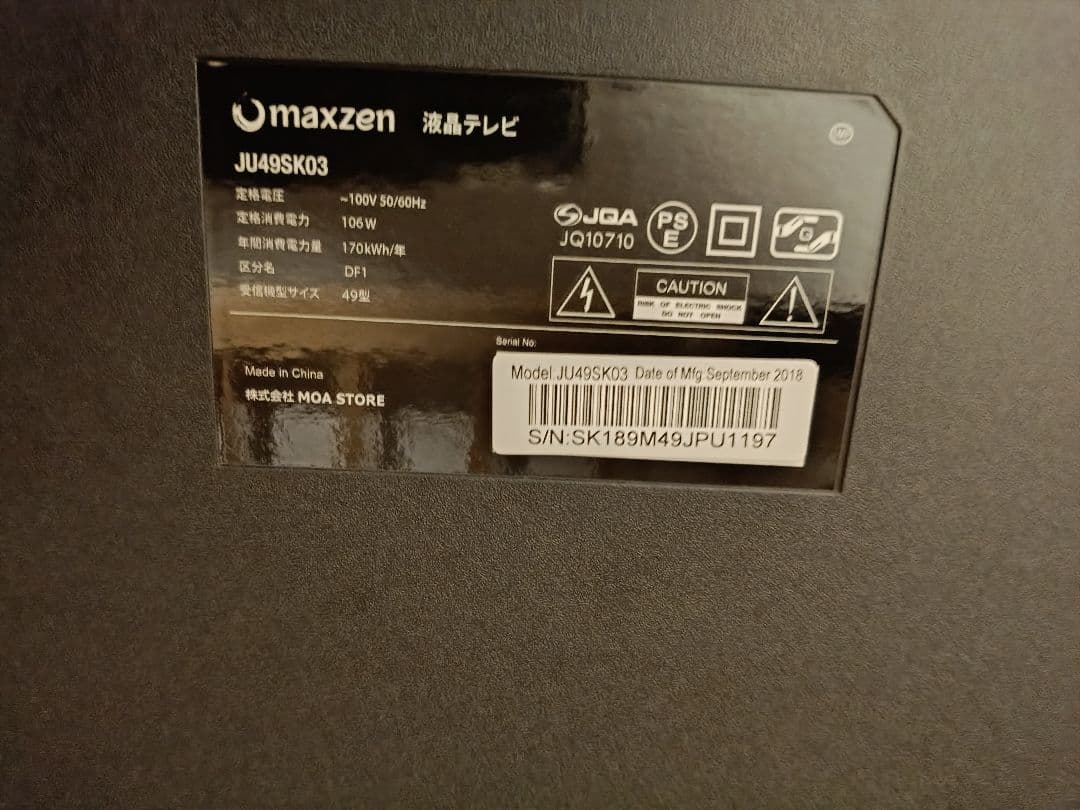 maxzen 液晶テレビ
JU49SK03
定格電圧 ~100V 50/60Hz
定格消費電力 106W
年間消費電力量 170kWh/年
区分名 DF1
受信機型サイズ 49型
JQA
JQ10710
PS
E
G
CAUTION
RISK OF ELECTRIC SHOCK
DO NOT OPEN
Serial No:
Made in China
株式会社 MOA STORE
Model JU49SK03 Date of Mfg September 2018
S/N:SK189M49JPU1197